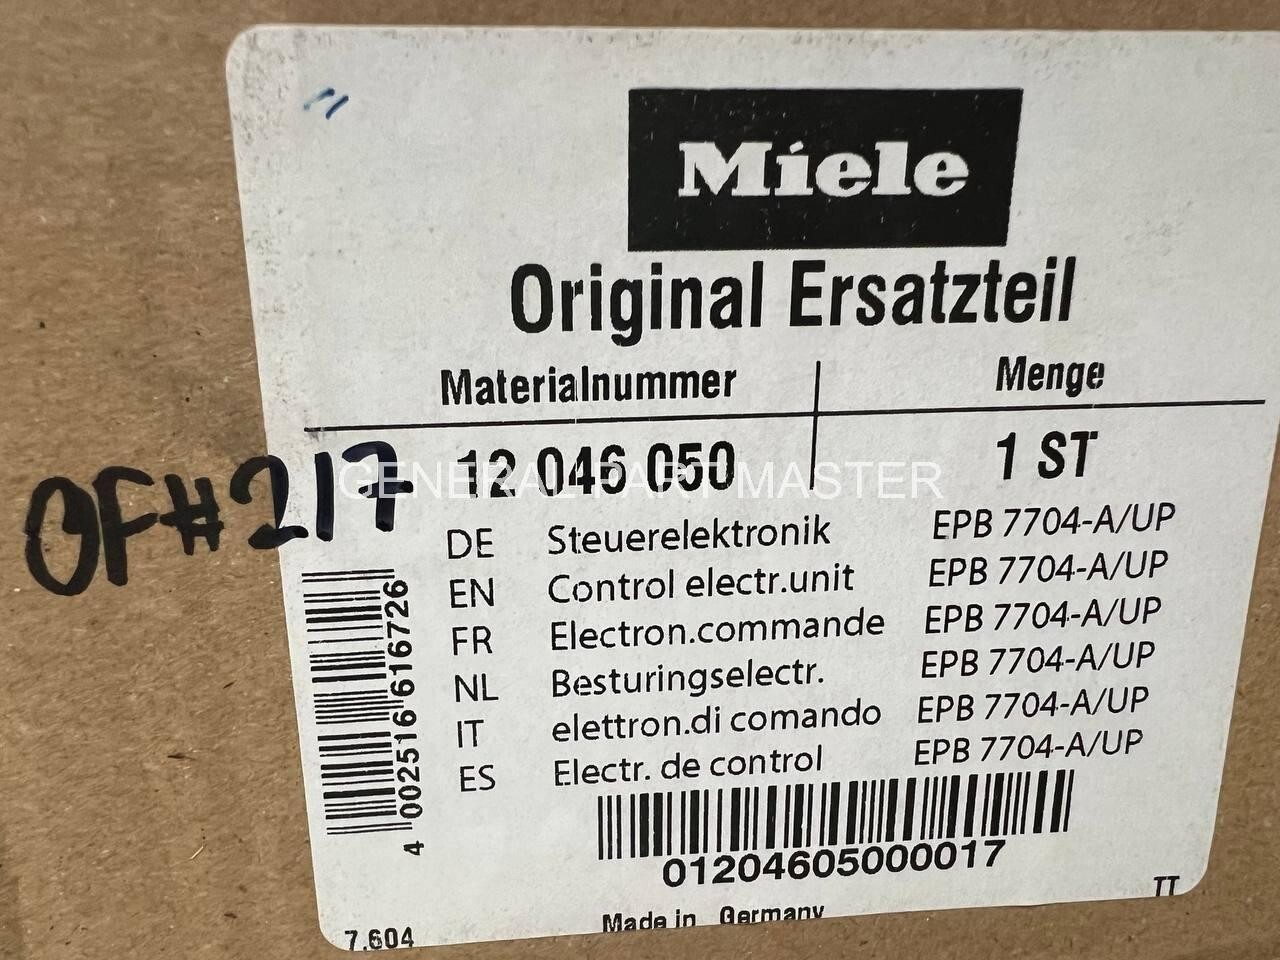 Miele
Original Ersatzteil
Materialnummer Menge
12 046 050 1 ST
GENERAL PART MASTER
OF#217
DE Steuerelektronik EPB 7704-A/UP
EN Control electr.unit EPB 7704-A/UP
FR Electron.commande EPB 7704-A/UP
NL Besturingselectr. EPB 7704-A/UP
IT elettron.di comando EPB 7704-A/UP
ES Electr. de control EPB 7704-A/UP
4 002516 616726
01204605000017
TT
Made in Germany
7.604